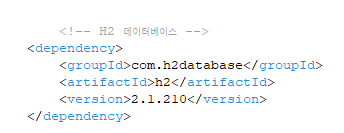 <!-- H2 데이터베이스 -->
<dependency>
<groupId>com.h2database</groupId>
<artifactId>h2</artifactId>
<version>2.1.210</version>
</dependency>